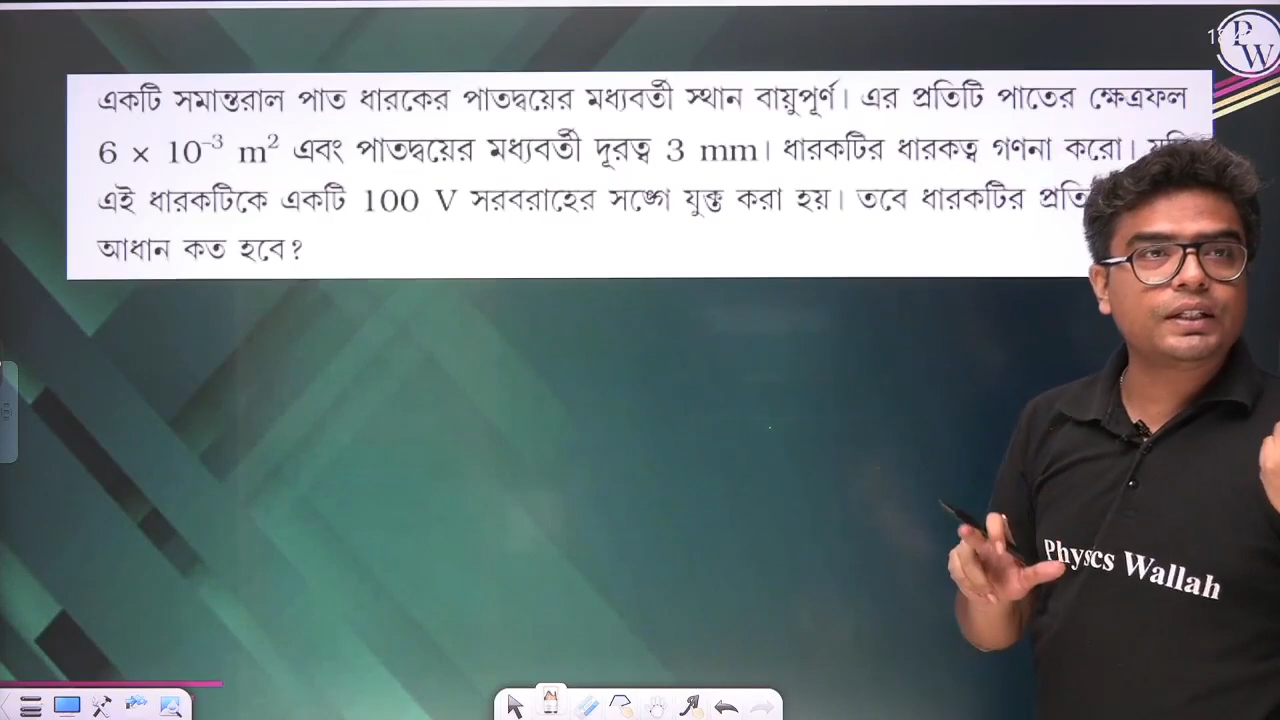 PW
একটি সমান্তরাল পাত ধারকের পাতদ্বয়ের মধ্যবর্তী স্থান বায়ুপূর্ণ। এর প্রতিটি পাতের ক্ষেত্রফল
6 × 10⁻³ m² এবং পাতদ্বয়ের মধ্যবর্তী দূরত্ব 3 mm। ধারকটির ধারকত্ব গণনা করো।
এই ধারকটিকে একটি 100 V সরবরাহের সঙ্গে যুক্ত করা হয়। তবে ধারকটির
আধান কত হবে?
Physcs Wallah